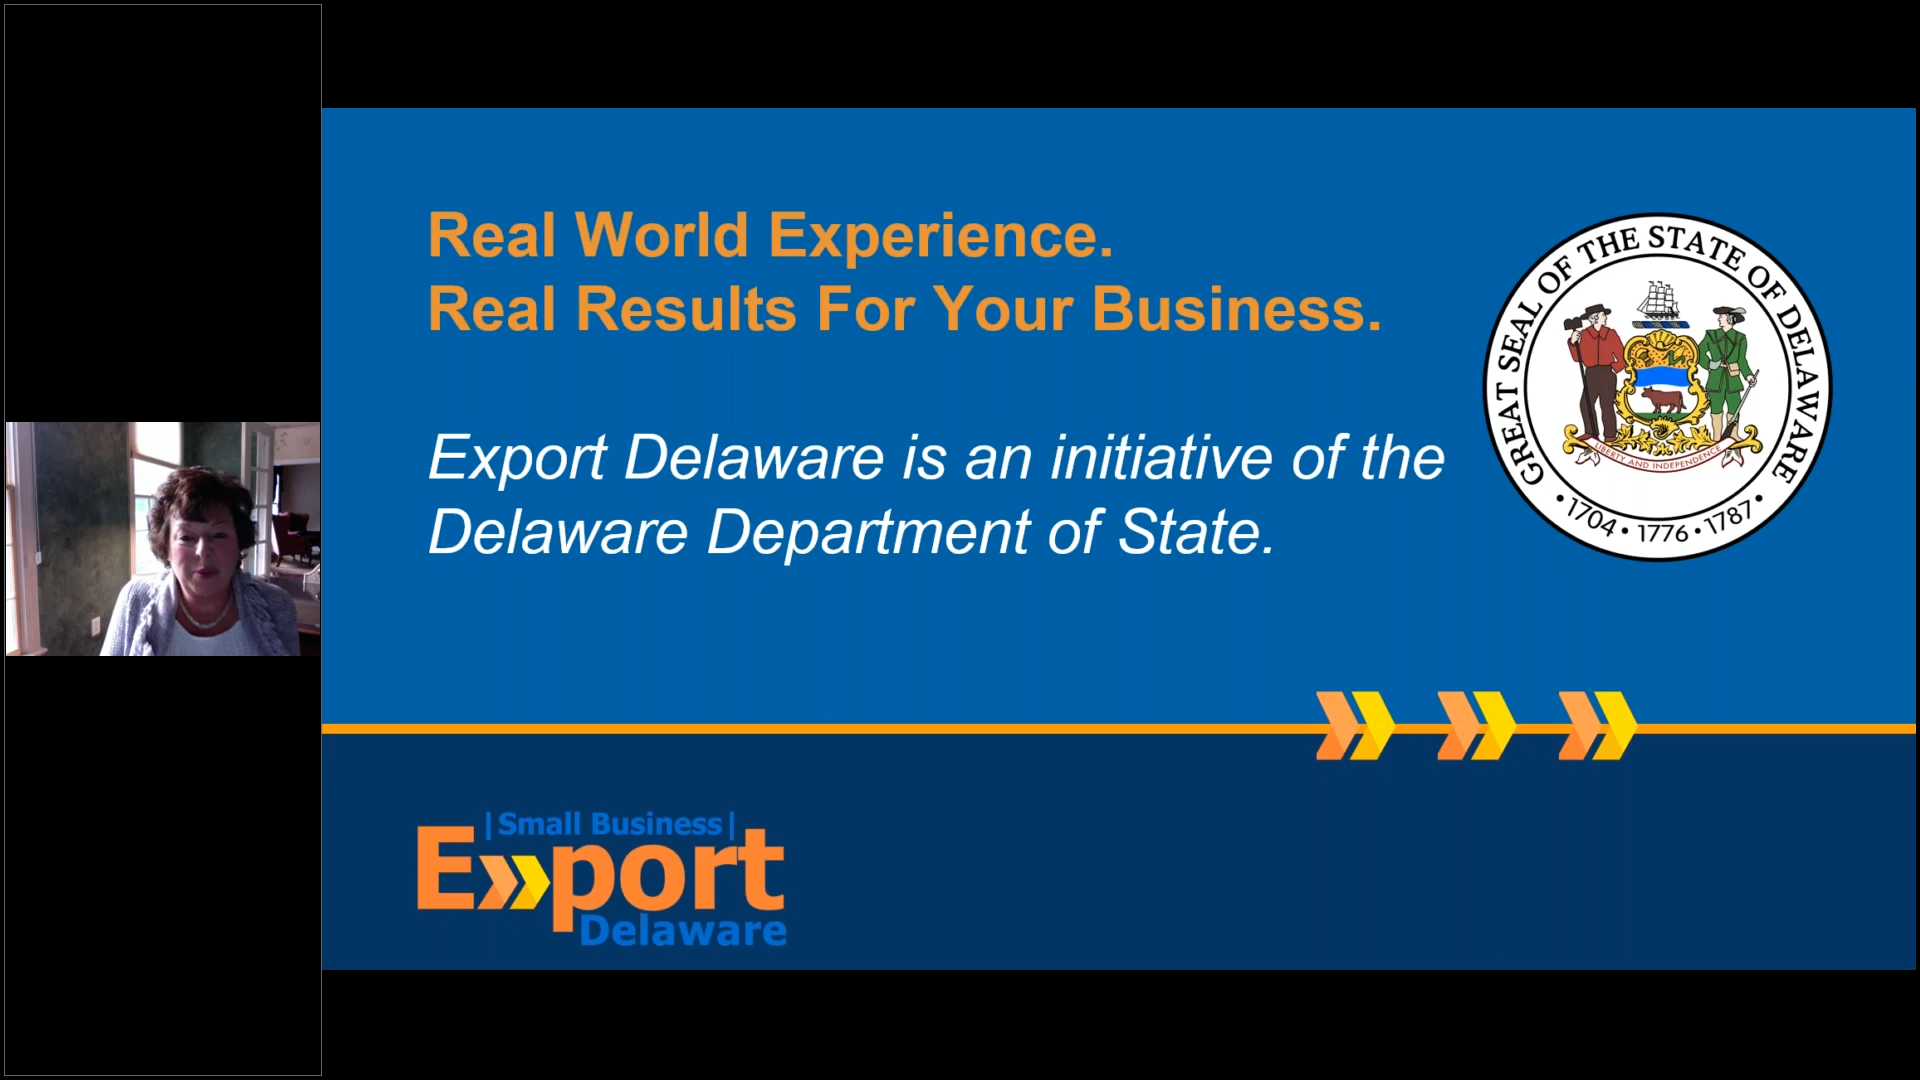 Real World Experience.
Real Results For Your Business.
Export Delaware is an initiative of the
Delaware Department of State.
GREAT SEAL OF THE STATE OF DELAWARE
LIBERTY AND INDEPENDENCE
• 1704 • 1776 • 1787 •
|Small Business|
Export
Delaware